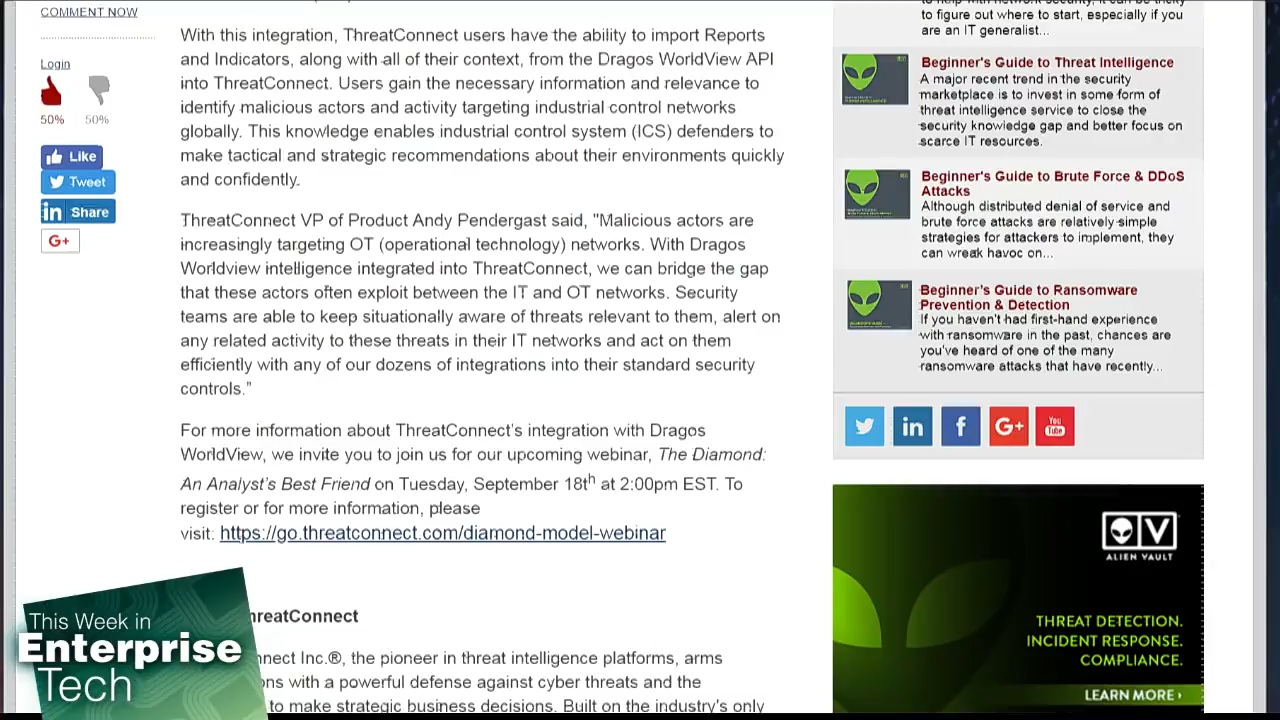 COMMENT NOW
Login
50%
50%
Like
Tweet
in Share
G+
With this integration, ThreatConnect users have the ability to import Reports
and Indicators, along with all of their context, from the Dragos WorldView API
into ThreatConnect. Users gain the necessary information and relevance to
identify malicious actors and activity targeting industrial control networks
globally. This knowledge enables industrial control system (ICS) defenders to
make tactical and strategic recommendations about their environments quickly
and confidently.
ThreatConnect VP of Product Andy Pendergast said, "Malicious actors are
increasingly targeting OT (operational technology) networks. With Dragos
Worldview intelligence integrated into ThreatConnect, we can bridge the gap
that these actors often exploit between the IT and OT networks. Security
teams are able to keep situationally aware of threats relevant to them, alert on
any related activity to these threats in their IT networks and act on them
efficiently with any of our dozens of integrations into their standard security
controls.”
For more information about ThreatConnect’s integration with Dragos
WorldView, we invite you to join us for our upcoming webinar, The Diamond:
An Analyst’s Best Friend on Tuesday, September 18th at 2:00pm EST. To
register or for more information, please
visit: https://go.threatconnect.com/diamond-model-webinar
hreatConnect
nnect Inc.®, the pioneer in threat intelligence platforms, arms
ons with a powerful defense against cyber threats and the
to make strategic business decisions. Built on the industry's only
This Week in
Enterprise
Tech
to figure out where to start, especially if you
are an IT generalist...
Beginner's Guide to Threat Intelligence
A major recent trend in the security
marketplace is to invest in some form of
threat intelligence service to close the
security knowledge gap and better focus on
scarce IT resources.
Beginner's Guide to Brute Force & DDoS
Attacks
Although distributed denial of service and
brute force attacks are relatively simple
strategies for attackers to implement, they
can wreak havoc on...
Beginner's Guide to Ransomware
Prevention & Detection
If you haven't had first-hand experience
with ransomware in the past, chances are
you've heard of one of the many
ransomware attacks that have recently...
in
f
G+
You
Tube
V
ALIEN VAULT
THREAT DETECTION.
INCIDENT RESPONSE.
COMPLIANCE.
LEARN MORE ›